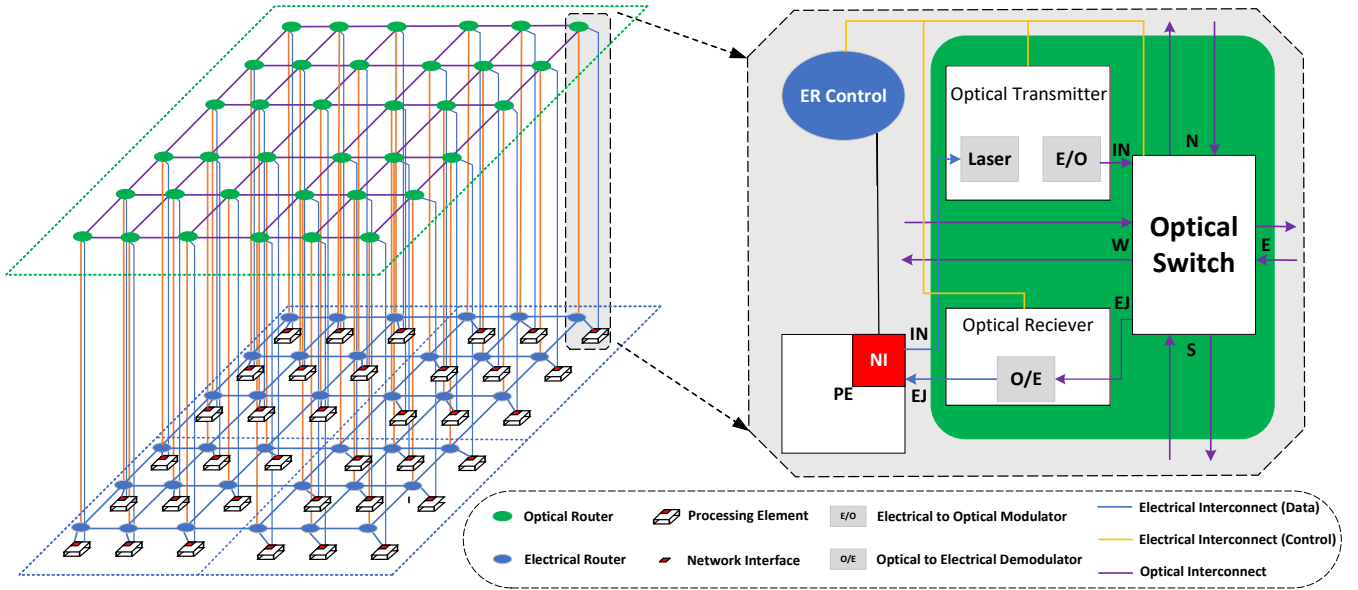 ER Control
Optical Transmitter
Laser
E/O
IN
N
W
Optical
Switch
E
EJ
S
Optical Reciever
O/E
IN
NI
PE
EJ
Optical Router
Processing Element
E/O
Electrical to Optical Modulator
Electrical Interconnect (Data)
Electrical Interconnect (Control)
Electrical Router
Network Interface
O/E
Optical to Electrical Demodulator
Optical Interconnect